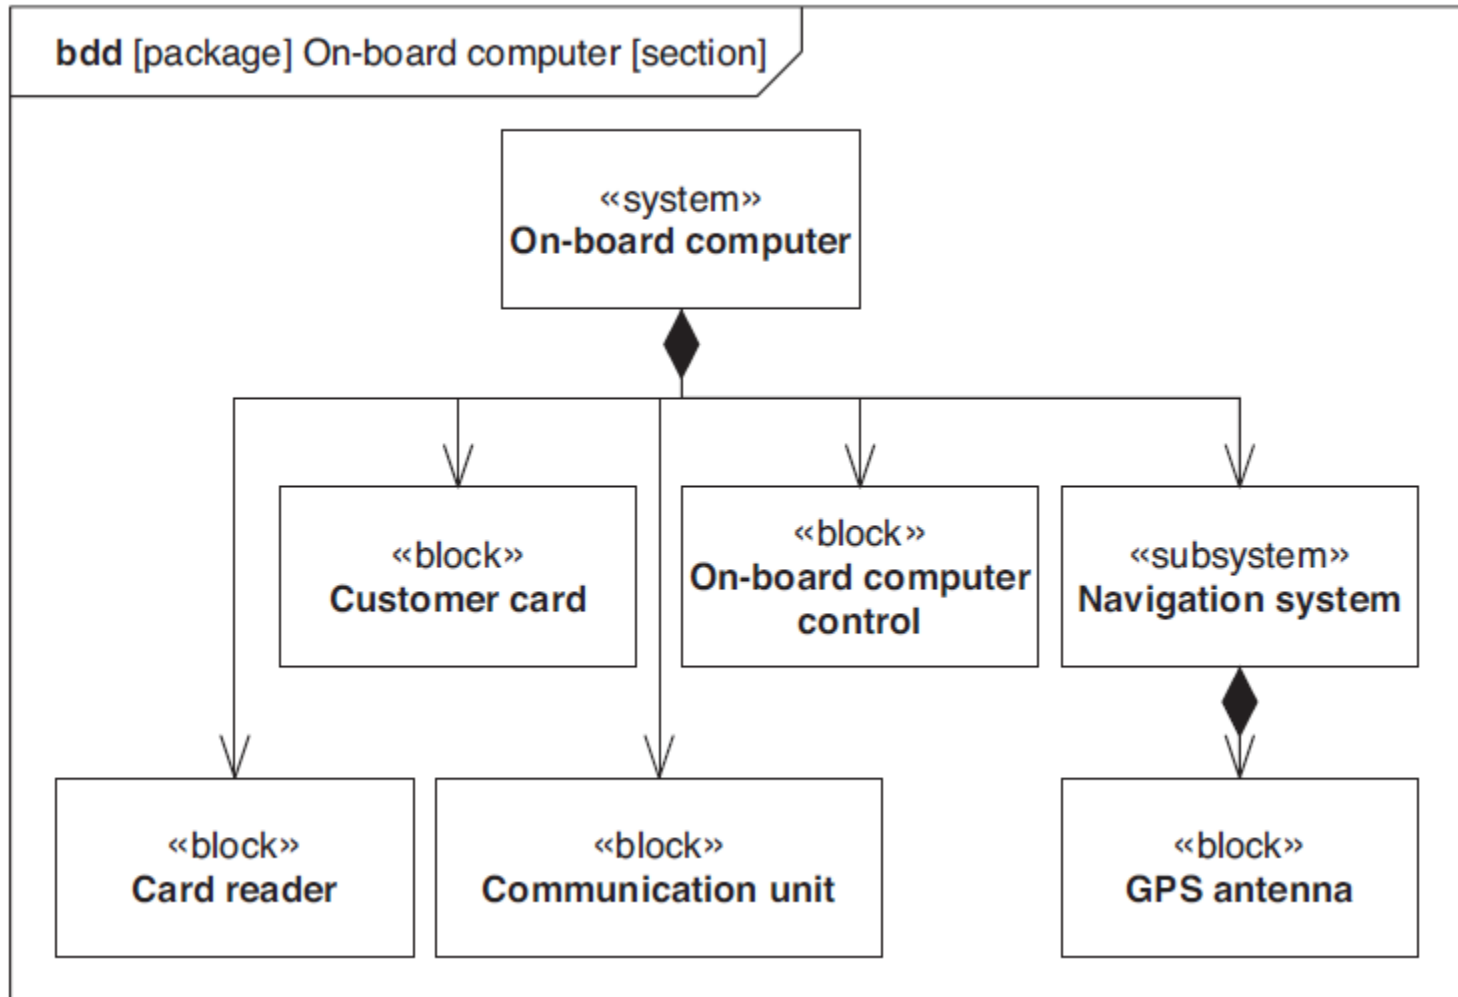 bdd [package] On-board computer [section]
«system»
On-board computer
«block»
Customer card
«block»
On-board computer
control
«subsystem»
Navigation system
«block»
Card reader
«block»
Communication unit
«block»
GPS antenna